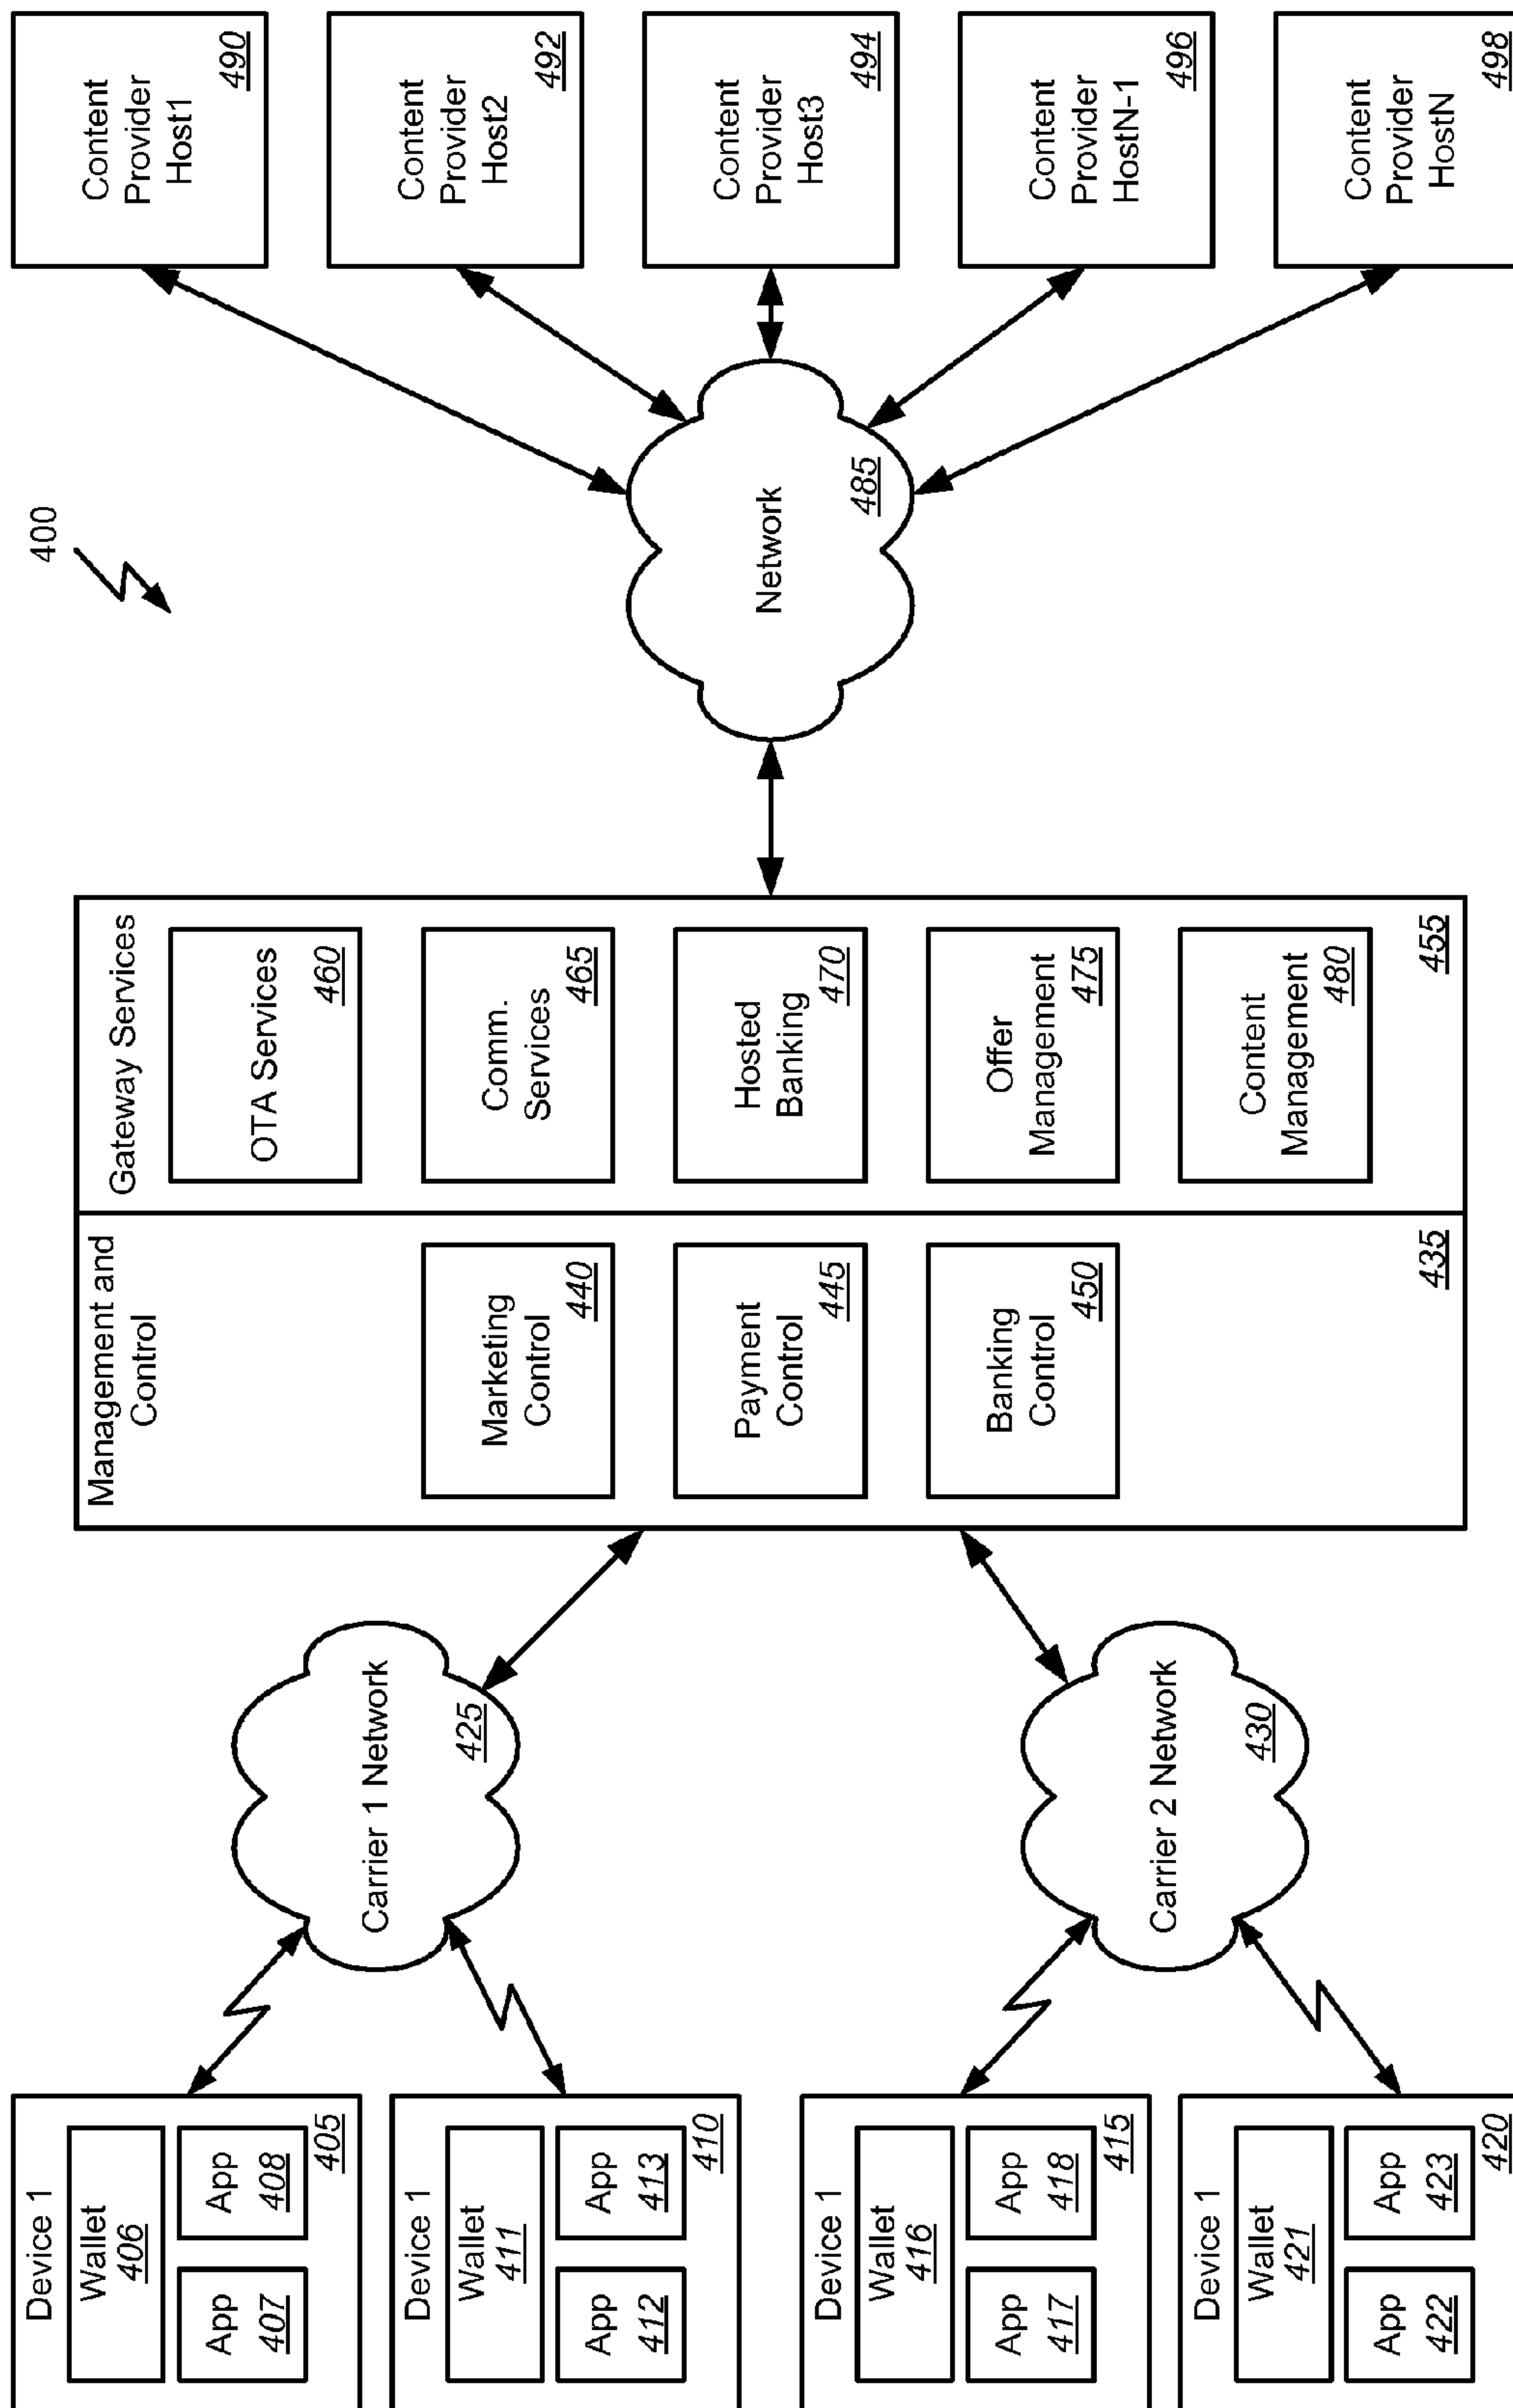 400
Device 1
Wallet
406
App
407
App
408
405
Device 1
Wallet
411
App
412
App
413
410
Device 1
Wallet
416
App
417
App
418
415
Device 1
Wallet
421
App
422
App
423
420
Carrier 1 Network
425
Carrier 2 Network
430
Management and
Control
Marketing
Control
440
Payment
Control
445
Banking
Control
450
435
Gateway Services
OTA Services
460
Comm.
Services
465
Hosted
Banking
470
Offer
Management
475
Content
Management
480
455
Network
485
Content
Provider
Host1
490
Content
Provider
Host2
492
Content
Provider
Host3
494
Content
Provider
HostN-1
496
Content
Provider
HostN
498